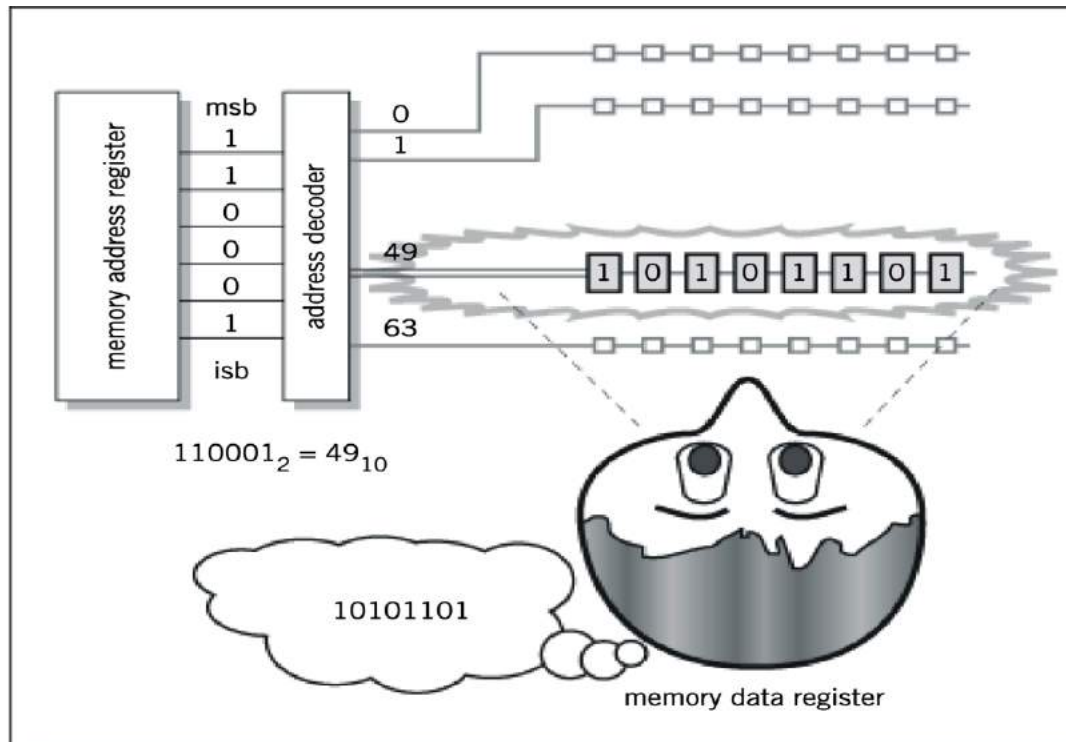 memory address register
msb
1
1
0
0
0
1
isb
address decoder
0
1
49
1 0 1 0 1 1 0 1
63
110001₂ = 49₁₀
10101101
memory data register